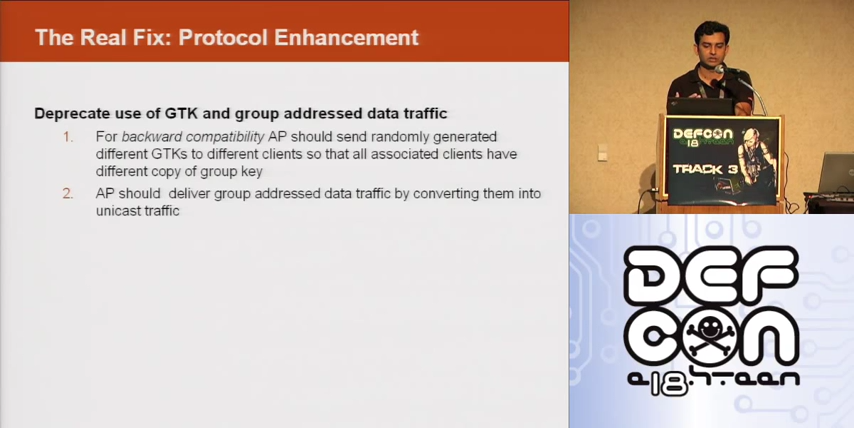 The Real Fix: Protocol Enhancement
Deprecate use of GTK and group addressed data traffic
1. For backward compatibility AP should send randomly generated
different GTKs to different clients so that all associated clients have
different copy of group key
2. AP should deliver group addressed data traffic by converting them into
unicast traffic
DEFCON
18
TRACK 3
DEF
CON
e18hteen